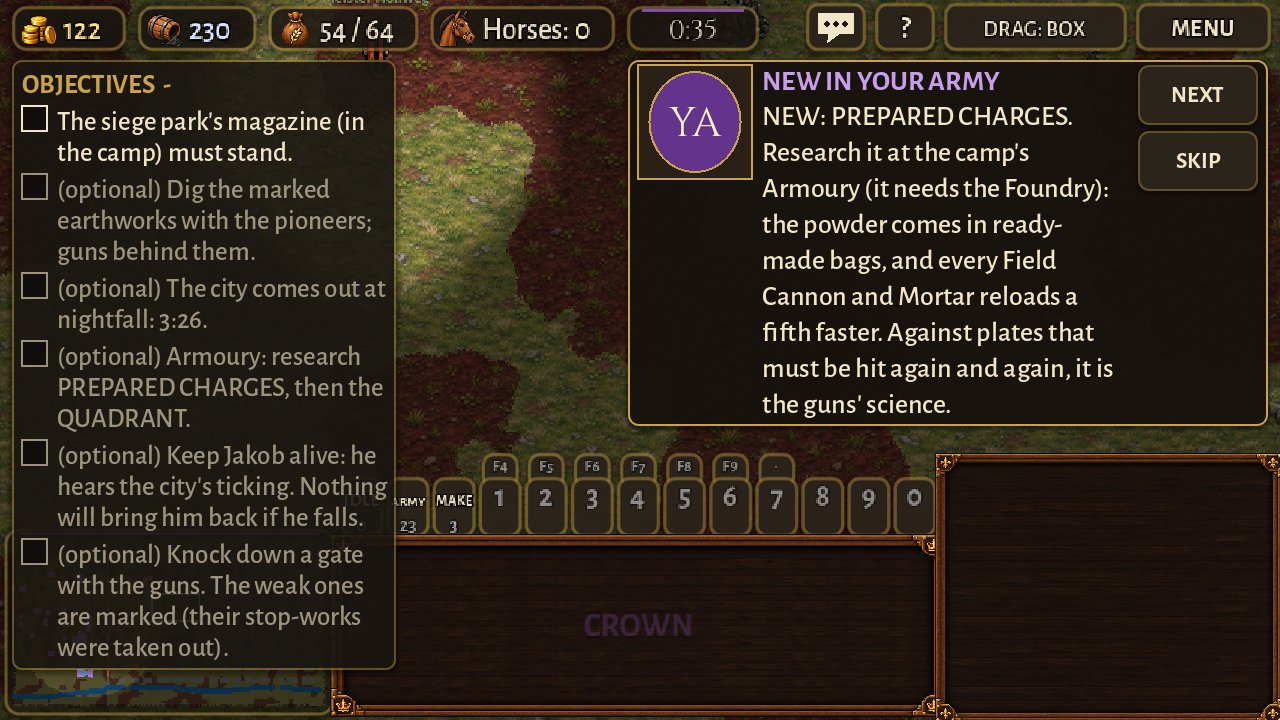 122
230
54 / 64
Horses: 0
0:35
?
DRAG: BOX
MENU
OBJECTIVES -
The siege park's magazine (in
the camp) must stand.
(optional) Dig the marked
earthworks with the pioneers;
guns behind them.
(optional) The city comes out at
nightfall: 3:26.
(optional) Armoury: research
PREPARED CHARGES, then the
QUADRANT.
(optional) Keep Jakob alive: he
hears the city's ticking. Nothing
will bring him back if he falls.
(optional) Knock down a gate
with the guns. The weak ones
are marked (their stop-works
were taken out).
YA
NEW IN YOUR ARMY
NEW: PREPARED CHARGES.
Research it at the camp's
Armoury (it needs the Foundry):
the powder comes in ready-
made bags, and every Field
Cannon and Mortar reloads a
fifth faster. Against plates that
must be hit again and again, it is
the guns' science.
NEXT
SKIP
F4 F5 F6 F7 F8 F9 ·
ARMY MAKE 1 2 3 4 5 6 7 8 9 0
23 3
CROWN